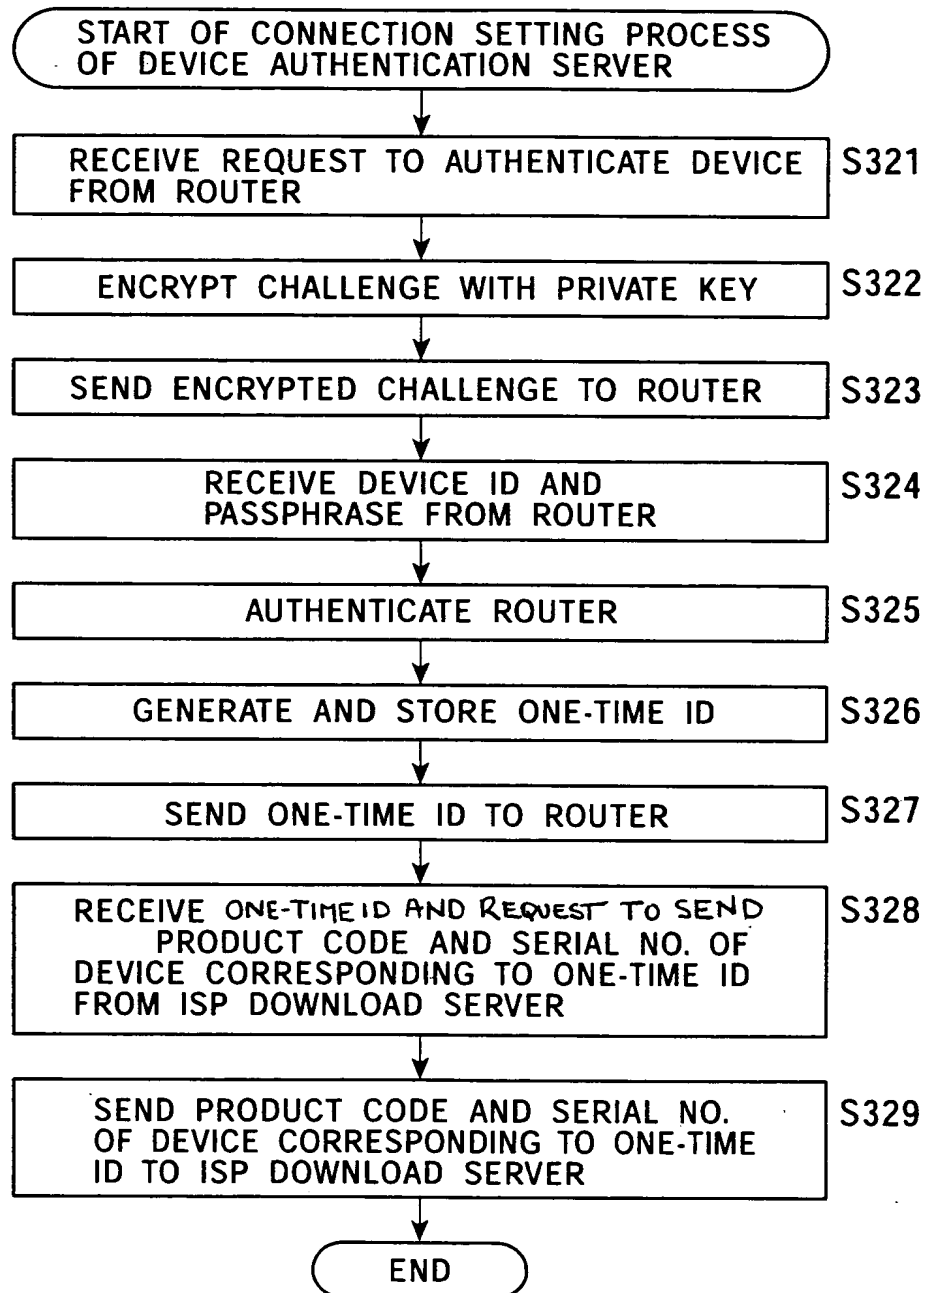 START OF CONNECTION SETTING PROCESS
OF DEVICE AUTHENTICATION SERVER
RECEIVE REQUEST TO AUTHENTICATE DEVICE
FROM ROUTER
S321
ENCRYPT CHALLENGE WITH PRIVATE KEY
S322
SEND ENCRYPTED CHALLENGE TO ROUTER
S323
RECEIVE DEVICE ID AND
PASSPHRASE FROM ROUTER
S324
AUTHENTICATE ROUTER
S325
GENERATE AND STORE ONE-TIME ID
S326
SEND ONE-TIME ID TO ROUTER
S327
RECEIVE ONE-TIME ID AND REQUEST TO SEND
PRODUCT CODE AND SERIAL NO. OF
DEVICE CORRESPONDING TO ONE-TIME ID
FROM ISP DOWNLOAD SERVER
S328
SEND PRODUCT CODE AND SERIAL NO.
OF DEVICE CORRESPONDING TO ONE-TIME
ID TO ISP DOWNLOAD SERVER
S329
END